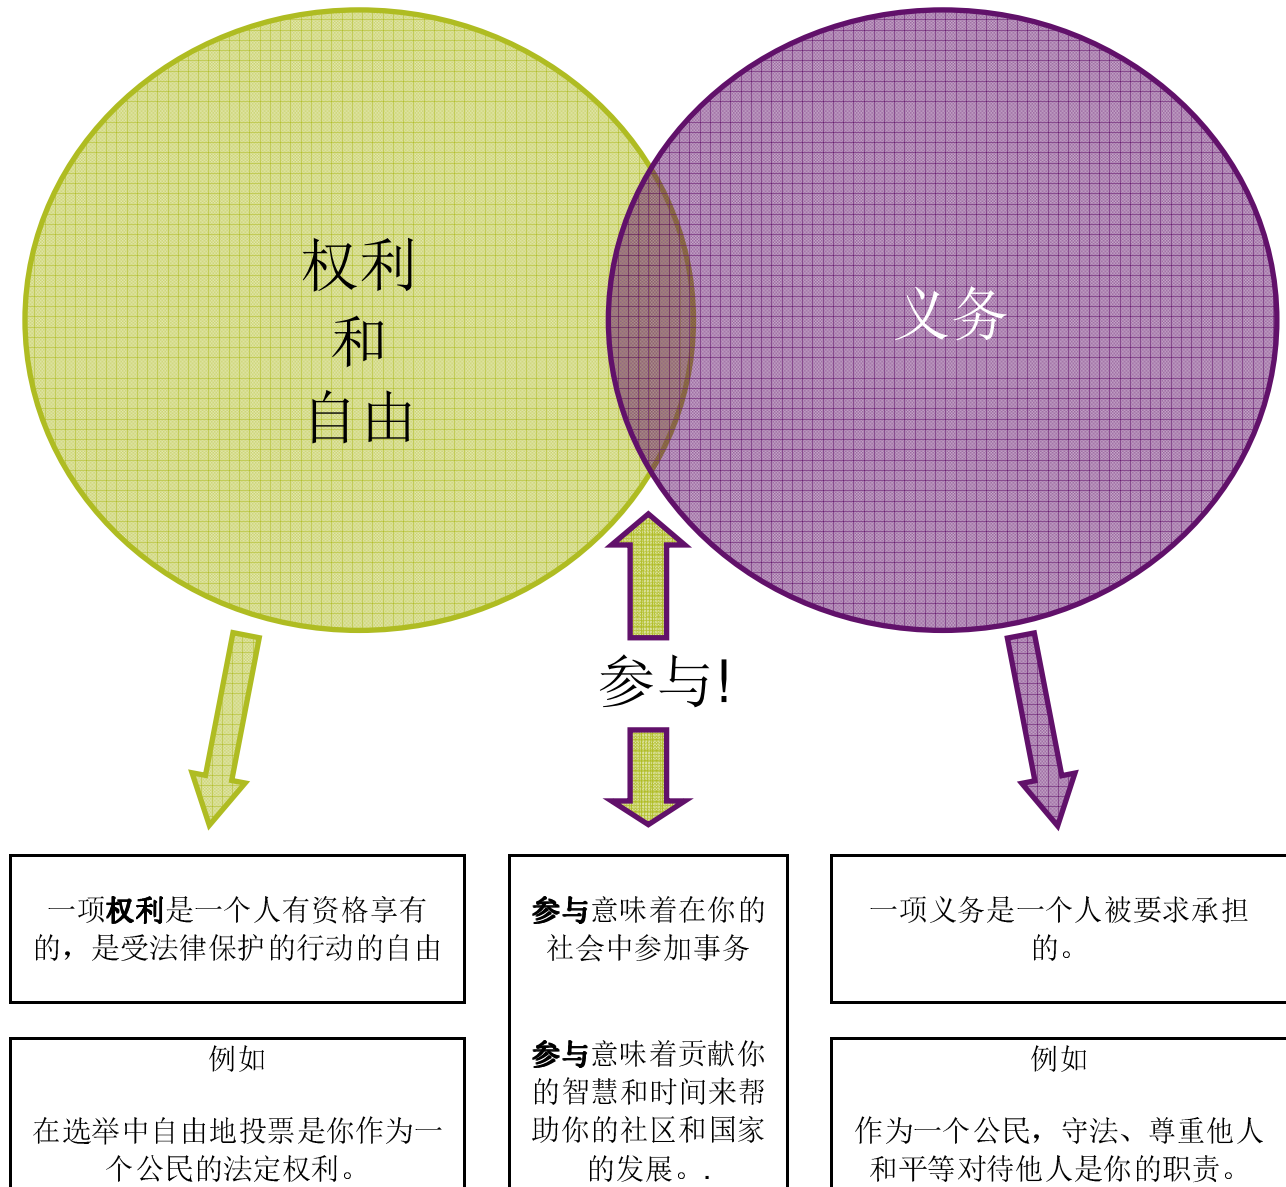 权利
和
自由
义务
参与!
一项权利是一个人有资格享有
的，是受法律保护的行动的自由
例如
在选举中自由地投票是你作为一
个公民的法定权利。
参与意味着在你的
社会中参加事务
参与意味着贡献你
的智慧和时间来帮
助你的社区和国家
的发展。.
一项义务是一个人被要求承担
的。
例如
作为一个公民，守法、尊重他人
和平等对待他人是你的职责。